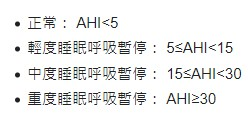 • 正常： AHI<5
• 輕度睡眠呼吸暫停： 5≤AHI<15
• 中度睡眠呼吸暫停： 15≤AHI<30
• 重度睡眠呼吸暫停： AHI≥30